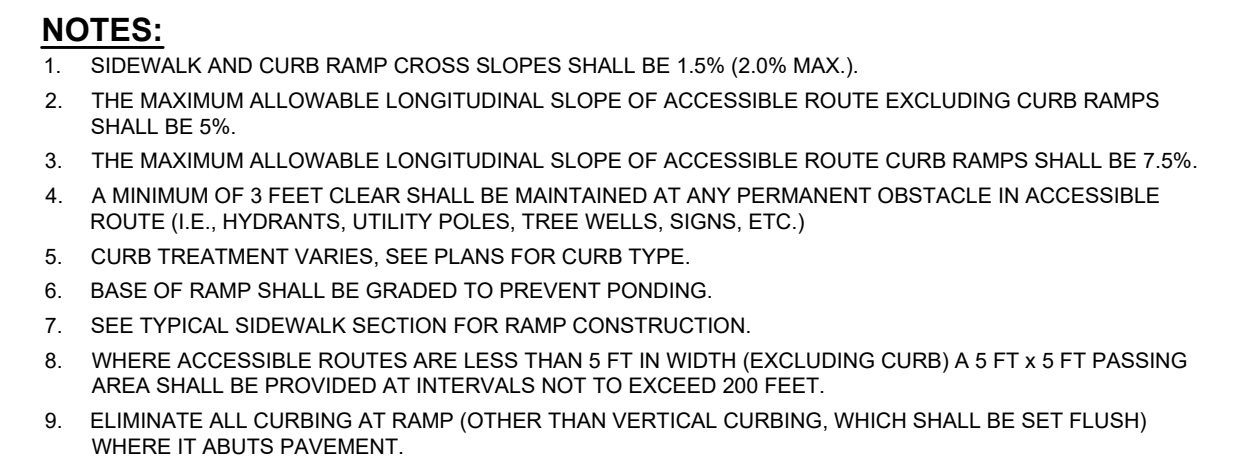 NOTES:
1. SIDEWALK AND CURB RAMP CROSS SLOPES SHALL BE 1.5% (2.0% MAX.).
2. THE MAXIMUM ALLOWABLE LONGITUDINAL SLOPE OF ACCESSIBLE ROUTE EXCLUDING CURB RAMPS
SHALL BE 5%.
3. THE MAXIMUM ALLOWABLE LONGITUDINAL SLOPE OF ACCESSIBLE ROUTE CURB RAMPS SHALL BE 7.5%.
4. A MINIMUM OF 3 FEET CLEAR SHALL BE MAINTAINED AT ANY PERMANENT OBSTACLE IN ACCESSIBLE
ROUTE (I.E., HYDRANTS, UTILITY POLES, TREE WELLS, SIGNS, ETC.)
5. CURB TREATMENT VARIES, SEE PLANS FOR CURB TYPE.
6. BASE OF RAMP SHALL BE GRADED TO PREVENT PONDING.
7. SEE TYPICAL SIDEWALK SECTION FOR RAMP CONSTRUCTION.
8. WHERE ACCESSIBLE ROUTES ARE LESS THAN 5 FT IN WIDTH (EXCLUDING CURB) A 5 FT x 5 FT PASSING
AREA SHALL BE PROVIDED AT INTERVALS NOT TO EXCEED 200 FEET.
9. ELIMINATE ALL CURBING AT RAMP (OTHER THAN VERTICAL CURBING, WHICH SHALL BE SET FLUSH)
WHERE IT ABUTS PAVEMENT.